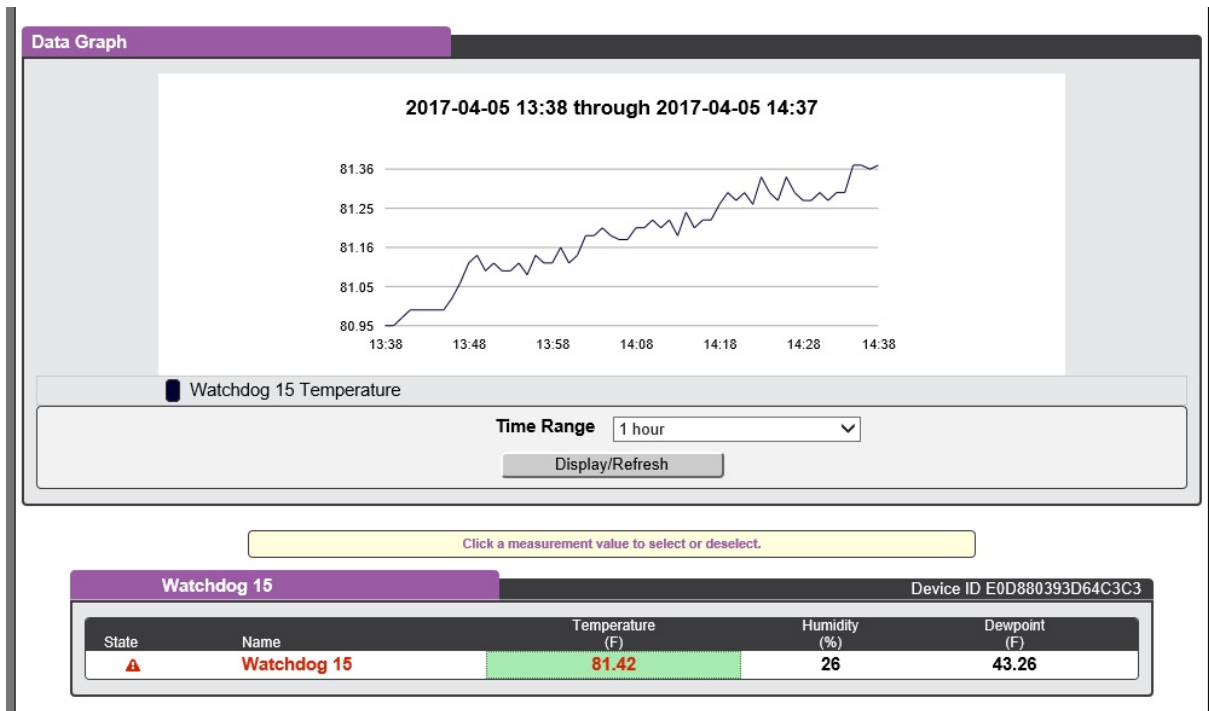 Data Graph
2017-04-05 13:38 through 2017-04-05 14:37
81.36
81.25
81.16
81.05
80.95
13:38 13:48 13:58 14:08 14:18 14:28 14:38
Watchdog 15 Temperature
Time Range 1 hour
Display/Refresh
Click a measurement value to select or deselect.
Watchdog 15 Device ID E0D880393D64C3C3
State Name Temperature (F) Humidity (%) Dewpoint (F)
Watchdog 15 81.42 26 43.26